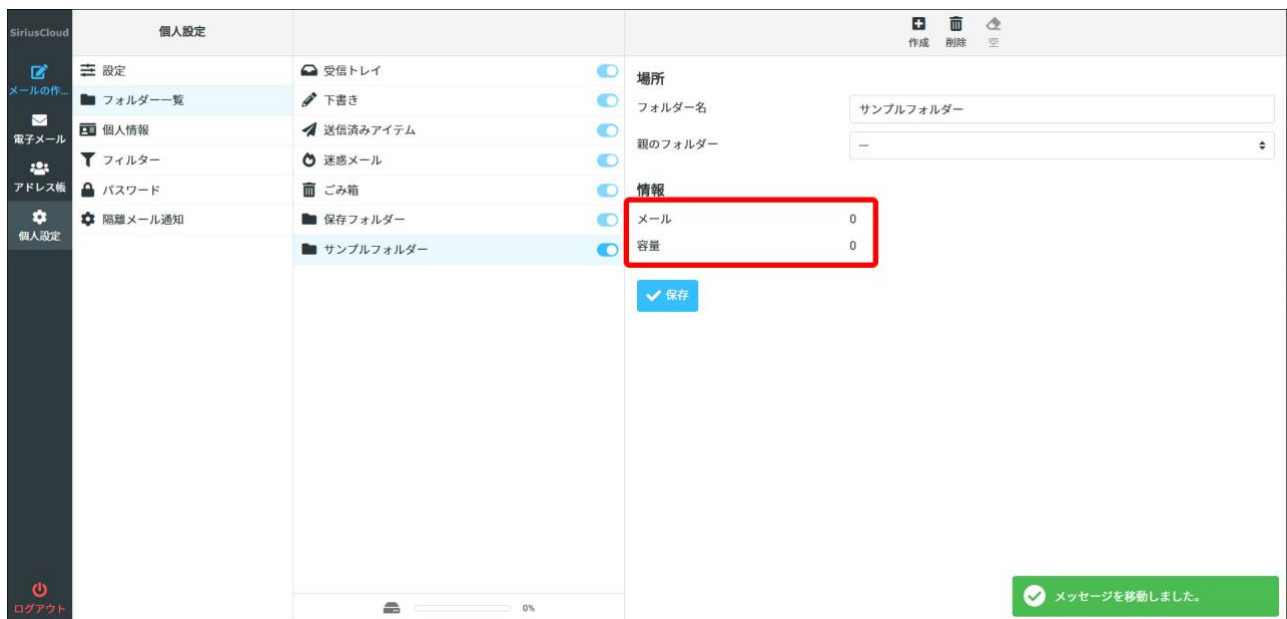 SiriusCloud
メールの作...
電子メール
アドレス帳
個人設定
ログアウト
個人設定
設定
フォルダー一覧
個人情報
フィルター
パスワード
隔離メール通知
受信トレイ
下書き
送信済みアイテム
迷惑メール
ごみ箱
保存フォルダー
サンプルフォルダー
0%
作成 削除 空
場所
フォルダー名 サンプルフォルダー
親のフォルダー —
情報
メール 0
容量 0
保存
メッセージを移動しました。